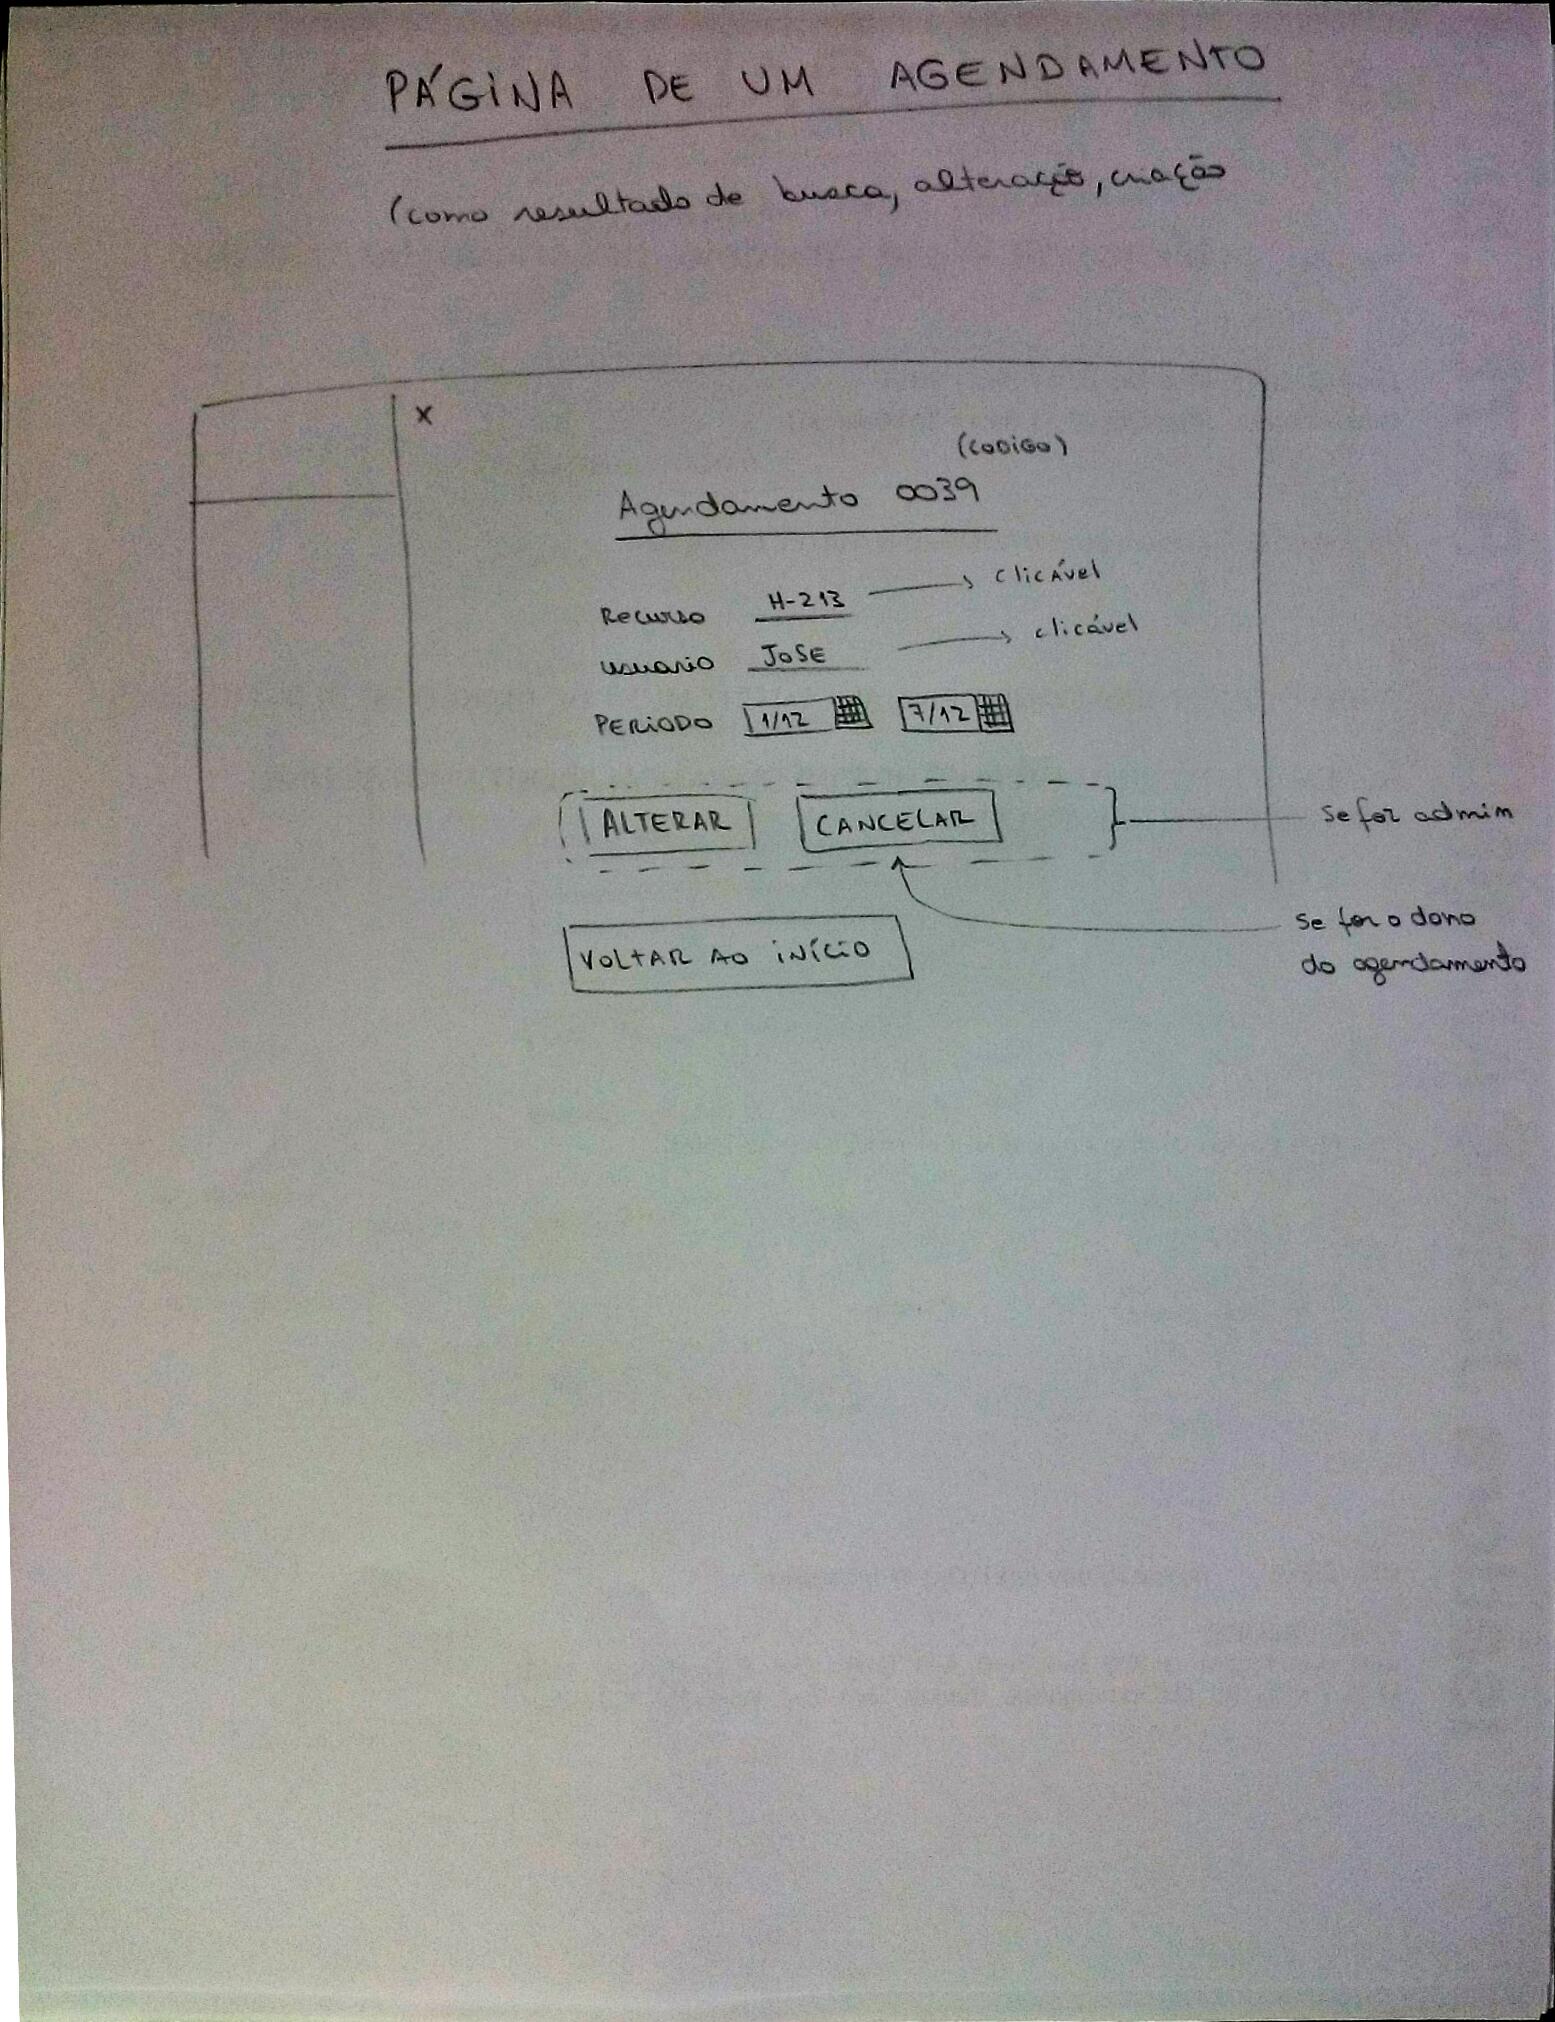 PÁGINA DE UM AGENDAMENTO
(como resultado de busca, alteração, criação
X
(CODIGO)
Agendamento 0039
Recurso H-213 clicável
usuario JOSE clicável
PERIODO 1/12 7/12
ALTERAR CANCELAR se for admin
se for o dono
do agendamento
VOLTAR AO INÍCIO